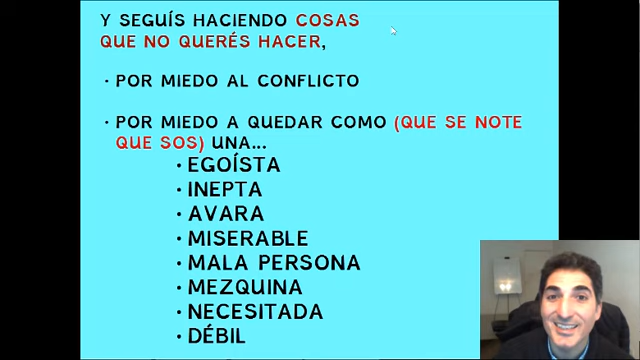 Y SEGUÍS HACIENDO COSAS
QUE NO QUERÉS HACER,
• POR MIEDO AL CONFLICTO
• POR MIEDO A QUEDAR COMO (QUE SE NOTE
QUE SOS) UNA...
• EGOÍSTA
• INEPTA
• AVARA
• MISERABLE
• MALA PERSONA
• MEZQUINA
• NECESITADA
• DÉBIL